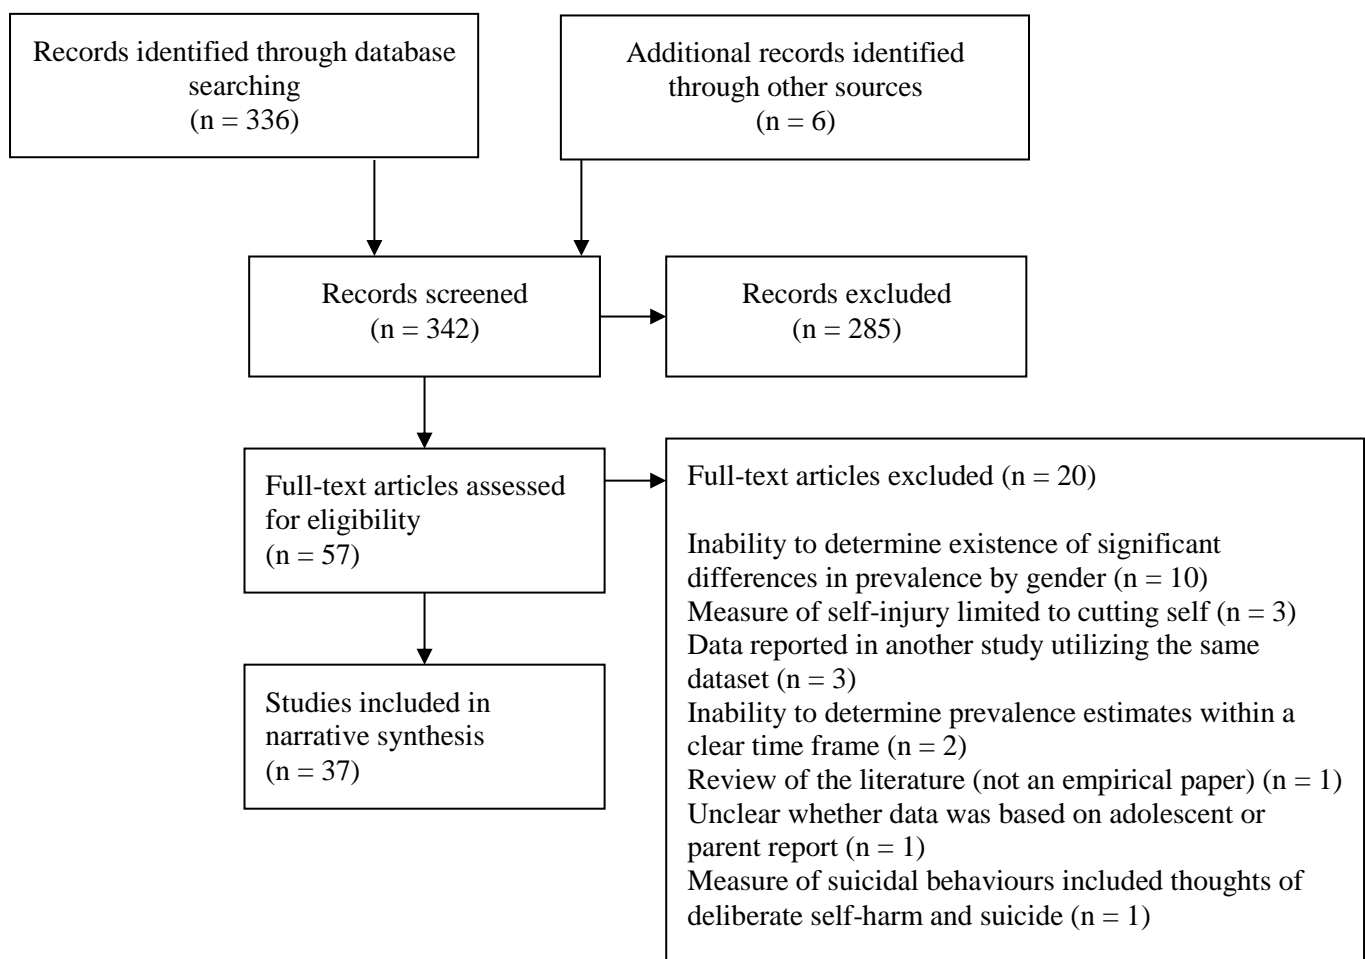 Records identified through database
searching
(n = 336)
Additional records identified
through other sources
(n = 6)
Records screened
(n = 342)
Records excluded
(n = 285)
Full-text articles assessed
for eligibility
(n = 57)
Full-text articles excluded (n = 20)
Inability to determine existence of significant
differences in prevalence by gender (n = 10)
Measure of self-injury limited to cutting self (n = 3)
Data reported in another study utilizing the same
dataset (n = 3)
Inability to determine prevalence estimates within a
clear time frame (n = 2)
Review of the literature (not an empirical paper) (n = 1)
Unclear whether data was based on adolescent or
parent report (n = 1)
Measure of suicidal behaviours included thoughts of
deliberate self-harm and suicide (n = 1)
Studies included in
narrative synthesis
(n = 37)